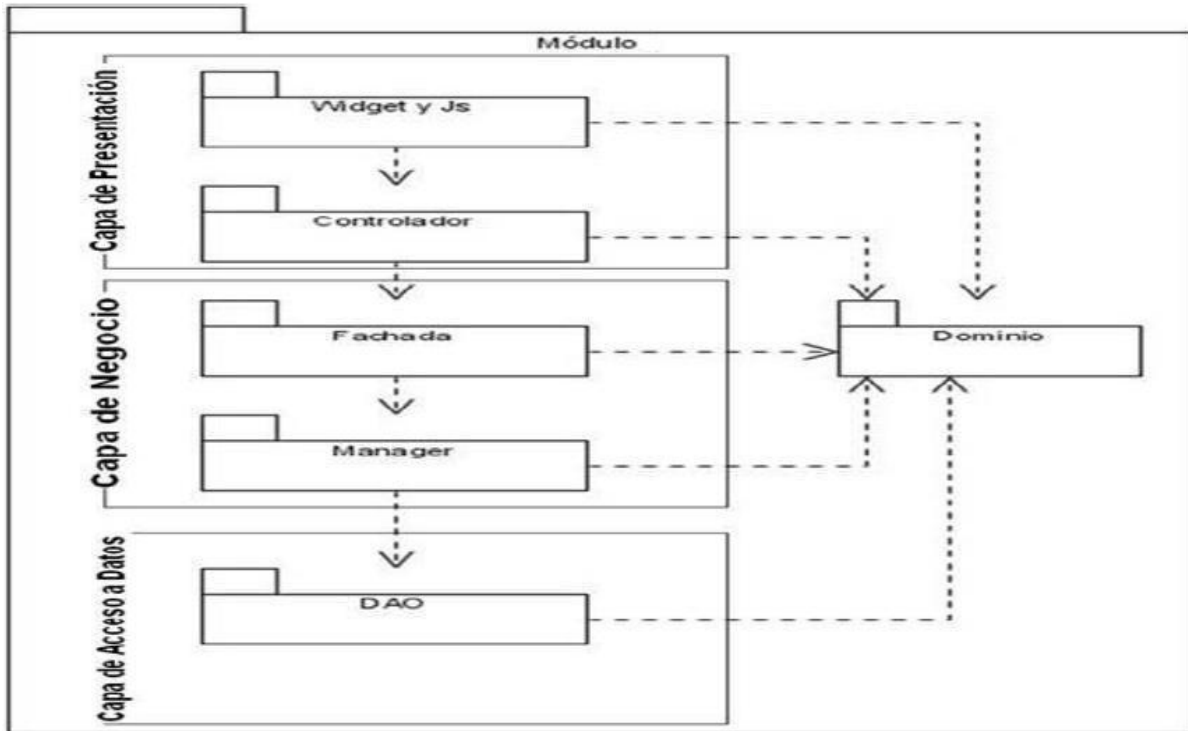 Módulo
Capa de Presentación
Widget y Js
Controlador
Capa de Negocio
Fachada
Manager
Dominio
Capa de Acceso a Datos
DAO